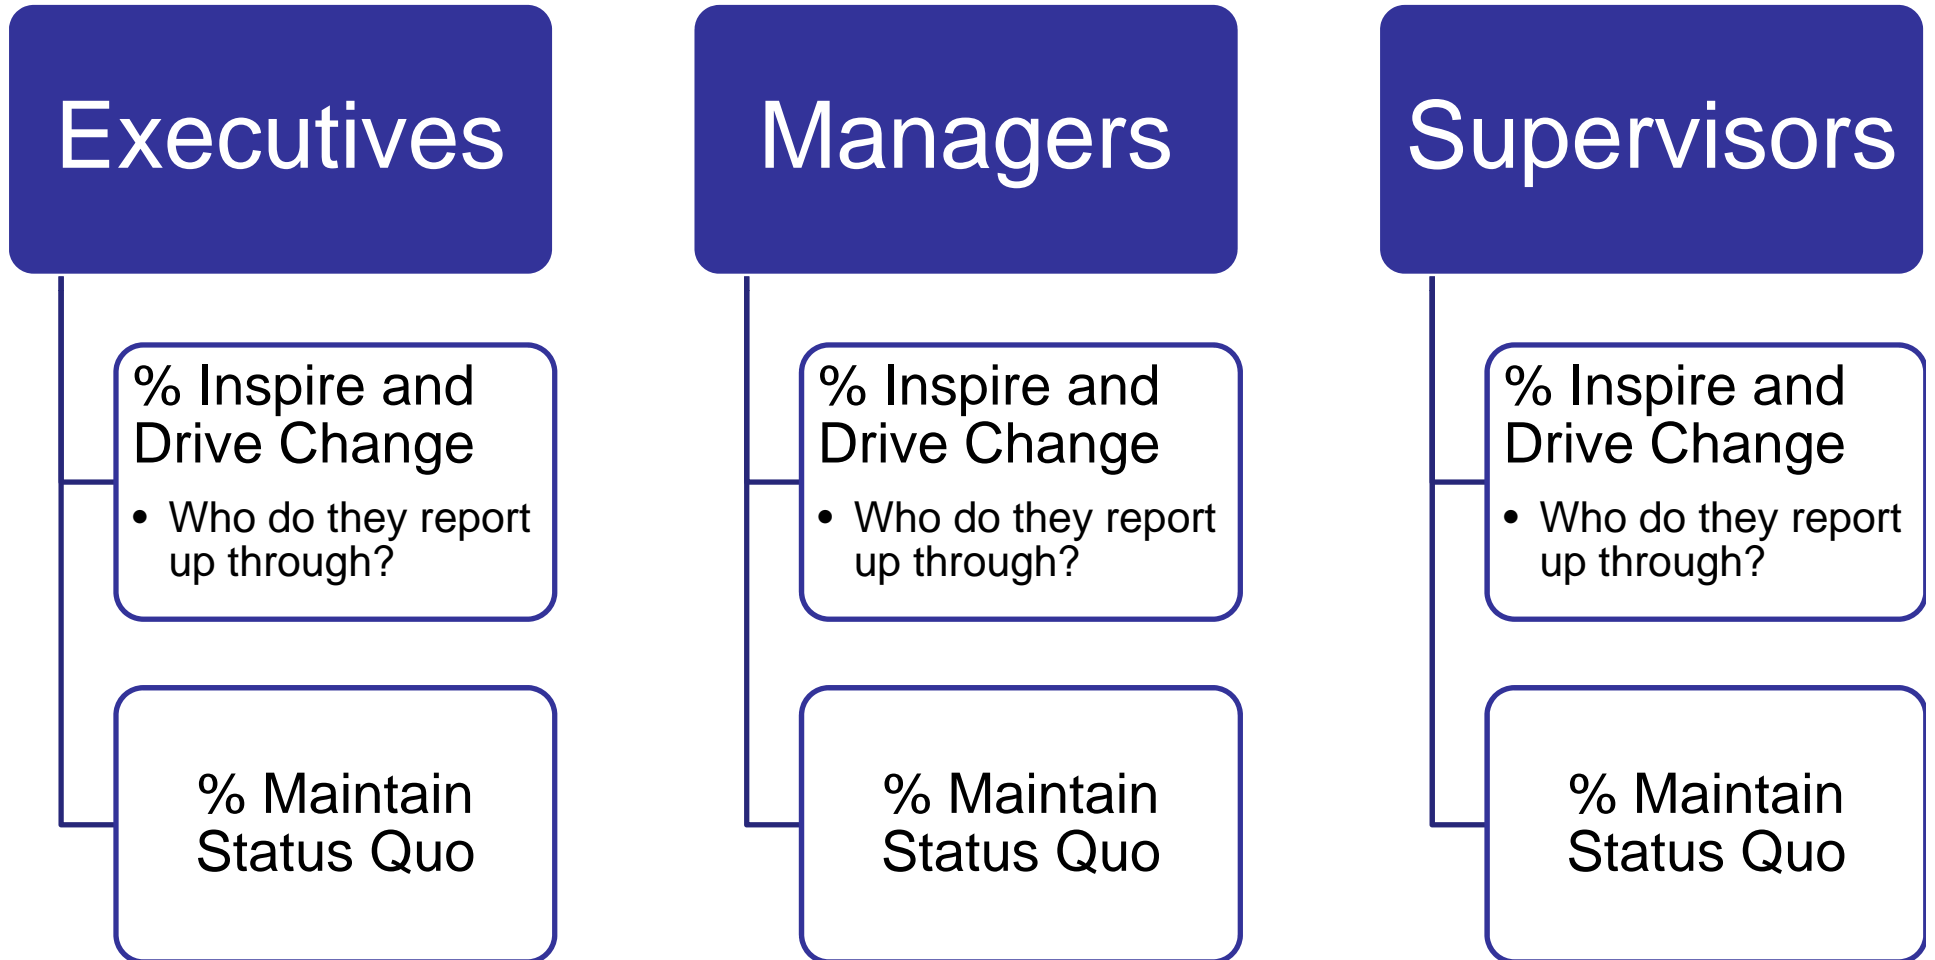 Executives
% Inspire and
Drive Change
• Who do they report
up through?
% Maintain
Status Quo
Managers
% Inspire and
Drive Change
• Who do they report
up through?
% Maintain
Status Quo
Supervisors
% Inspire and
Drive Change
• Who do they report
up through?
% Maintain
Status Quo